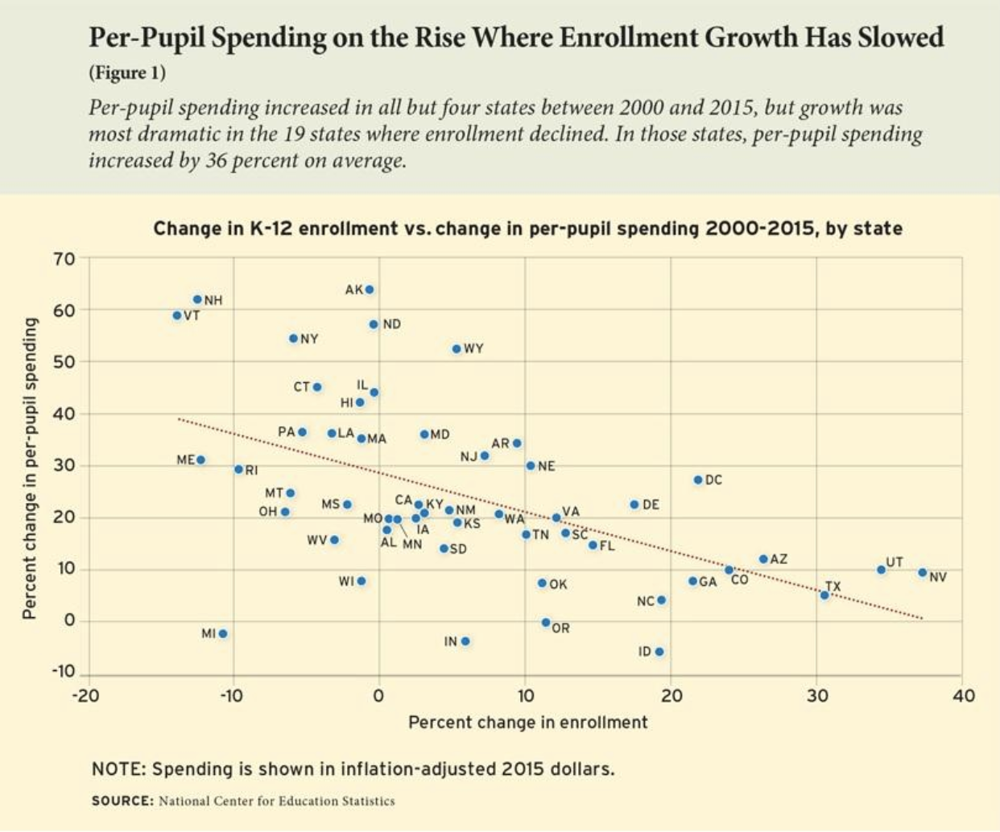 Per-Pupil Spending on the Rise Where Enrollment Growth Has Slowed
(Figure 1)
Per-pupil spending increased in all but four states between 2000 and 2015, but growth was
most dramatic in the 19 states where enrollment declined. In those states, per-pupil spending
increased by 36 percent on average.
Change in K-12 enrollment vs. change in per-pupil spending 2000-2015, by state
Percent change in per-pupil spending
70
60
50
40
30
20
10
0
-10
AK
NH
VT
ND
NY
WY
CT
IL
HI
PA
LA
MA
MD
AR
NJ
NE
ME
RI
DC
MT
OH
MS
CA
KY
NM
WA
VA
DE
MO
IA
KS
TN
SC
WV
AL
MN
SD
FL
AZ
UT
NV
WI
OK
GA
CO
TX
NC
OR
MI
IN
ID
-20
-10
0
10
20
30
40
Percent change in enrollment
NOTE: Spending is shown in inflation-adjusted 2015 dollars.
SOURCE: National Center for Education Statistics